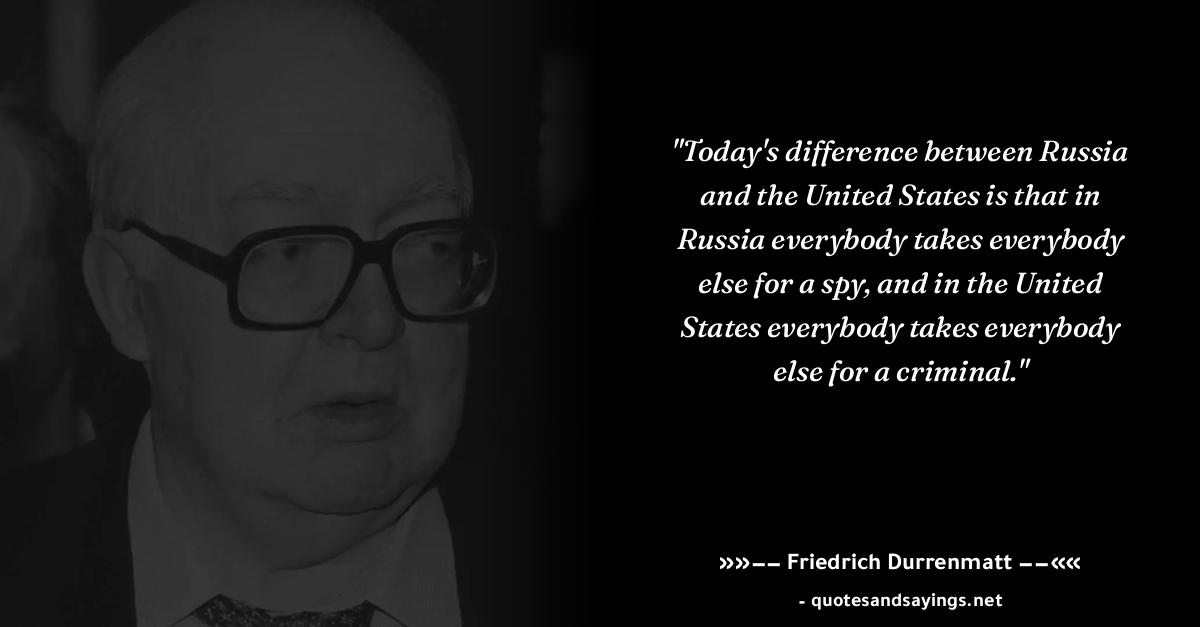 "Today's difference between Russia
and the United States is that in
Russia everybody takes everybody
else for a spy, and in the United
States everybody takes everybody
else for a criminal."
»»−− Friedrich Durrenmatt −−««
- quotesandsayings.net